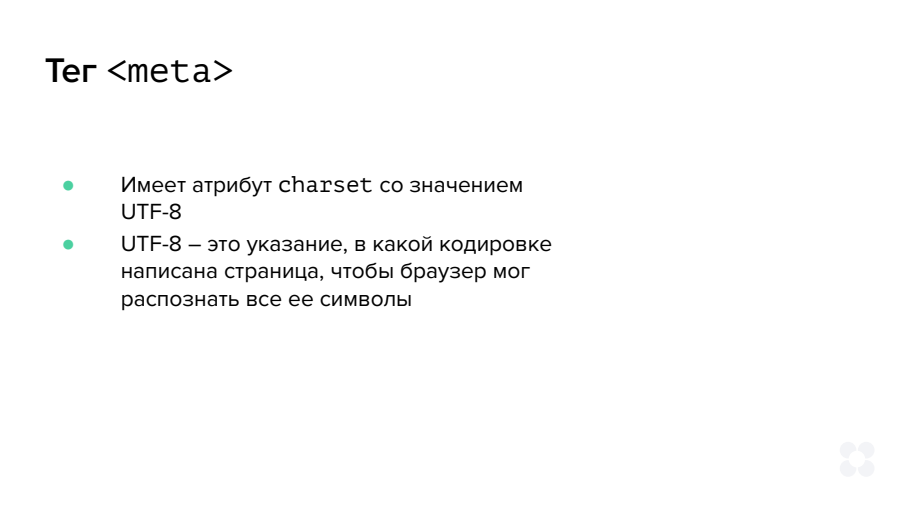 Тег <meta>
● Имеет атрибут charset со значением
UTF-8
● UTF-8 – это указание, в какой кодировке
написана страница, чтобы браузер мог
распознать все ее символы